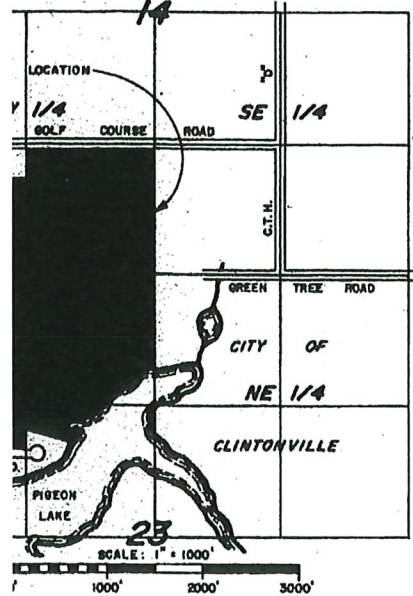 14
LOCATION
"D"
1/4
SE 1/4
GOLF COURSE ROAD
C.T.H.
GREEN TREE ROAD
CITY OF
NE 1/4
CLINTONVILLE
PIGEON
LAKE
23
SCALE: 1" = 1000'
1000' 2000' 3000'